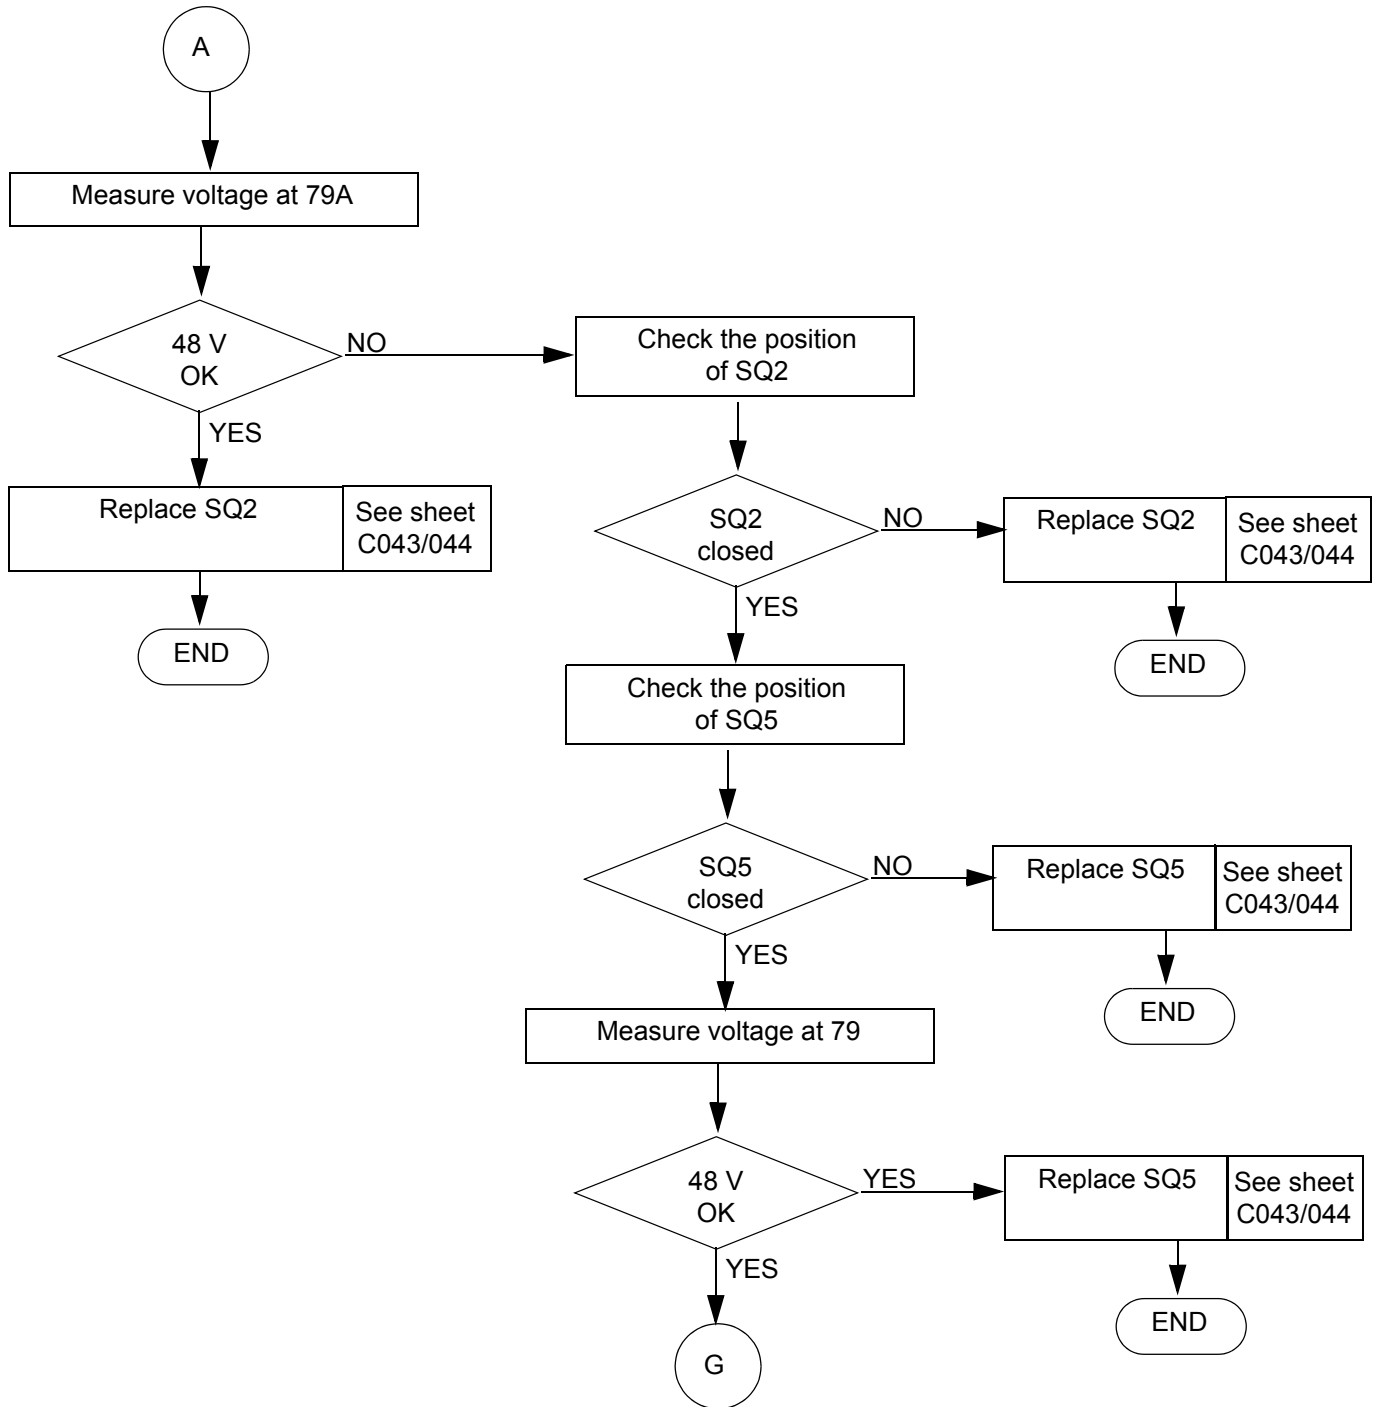 A
Measure voltage at 79A
48 V
OK
NO
YES
Check the position
of SQ2
Replace SQ2
See sheet
C043/044
END
SQ2
closed
NO
YES
Replace SQ2
See sheet
C043/044
END
Check the position
of SQ5
SQ5
closed
NO
YES
Replace SQ5
See sheet
C043/044
END
Measure voltage at 79
48 V
OK
YES
YES
Replace SQ5
See sheet
C043/044
END
G